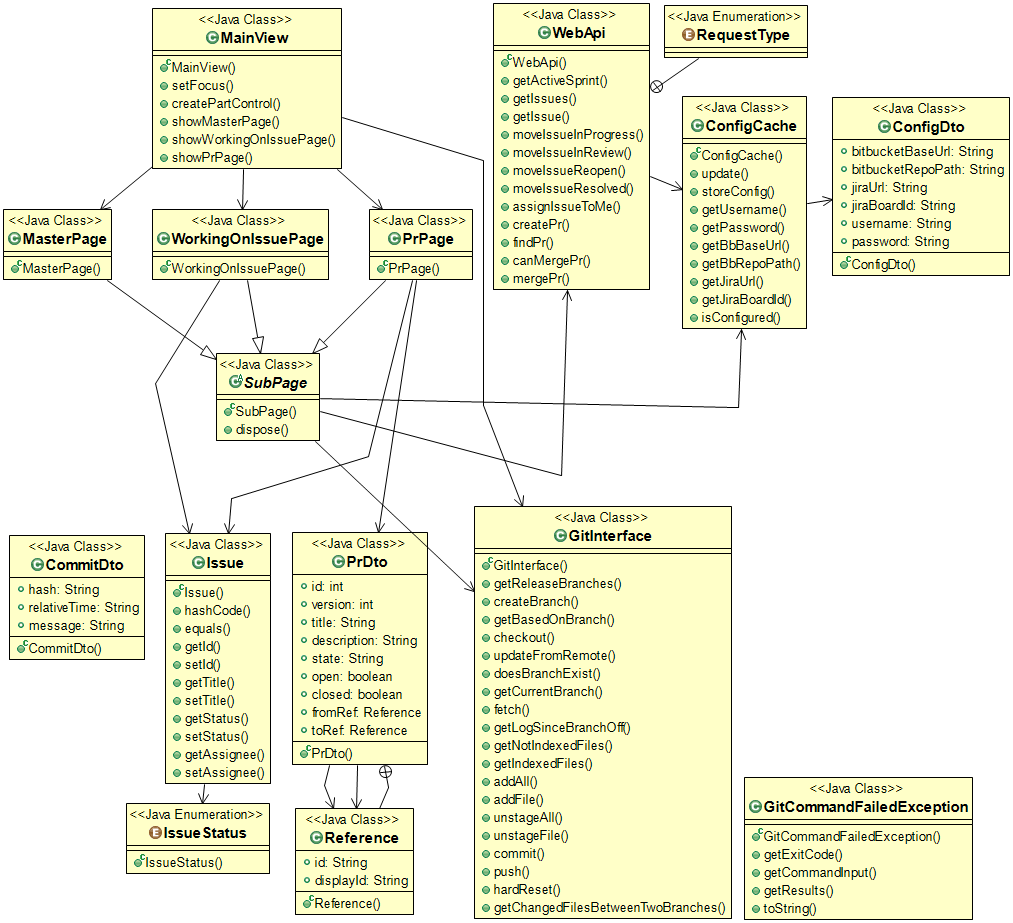 <<Java Class>>
MainView
MainView()
setFocus()
createPartControl()
showMasterPage()
showWorkingOnIssuePage()
showPrPage()
<<Java Class>>
WebApi
WebApi()
getActiveSprint()
getIssues()
getIssue()
moveIssueInProgress()
moveIssueInReview()
moveIssueReopen()
moveIssueResolved()
assignIssueToMe()
createPr()
findPr()
canMergePr()
mergePr()
<<Java Enumeration>>
RequestType
<<Java Class>>
ConfigCache
ConfigCache()
update()
storeConfig()
getUsername()
getPassword()
getBbBaseUrl()
getBbRepoPath()
getJiraUrl()
getJiraBoardId()
isConfigured()
<<Java Class>>
ConfigDto
bitbucketBaseUrl: String
bitbucketRepoPath: String
jiraUrl: String
jiraBoardId: String
username: String
password: String
ConfigDto()
<<Java Class>>
MasterPage
MasterPage()
<<Java Class>>
WorkingOnIssuePage
WorkingOnIssuePage()
<<Java Class>>
PrPage
PrPage()
<<Java Class>>
SubPage
SubPage()
dispose()
<<Java Class>>
CommitDto
hash: String
relativeTime: String
message: String
CommitDto()
<<Java Class>>
Issue
Issue()
hashCode()
equals()
getId()
setId()
getTitle()
setTitle()
getStatus()
setStatus()
getAssignee()
setAssignee()
<<Java Class>>
PrDto
id: int
version: int
title: String
description: String
state: String
open: boolean
closed: boolean
fromRef: Reference
toRef: Reference
PrDto()
<<Java Class>>
GitInterface
GitInterface()
getReleaseBranches()
createBranch()
getBasedOnBranch()
checkout()
updateFromRemote()
doesBranchExist()
getCurrentBranch()
fetch()
getLogSinceBranchOff()
getNotIndexedFiles()
getIndexedFiles()
addAll()
addFile()
unstageAll()
unstageFile()
commit()
push()
hardReset()
getChangedFilesBetweenTwoBranches()
<<Java Enumeration>>
IssueStatus
IssueStatus()
<<Java Class>>
Reference
id: String
displayId: String
Reference()
<<Java Class>>
GitCommandFailedException
GitCommandFailedException()
getExitCode()
getCommandInput()
getResults()
toString()